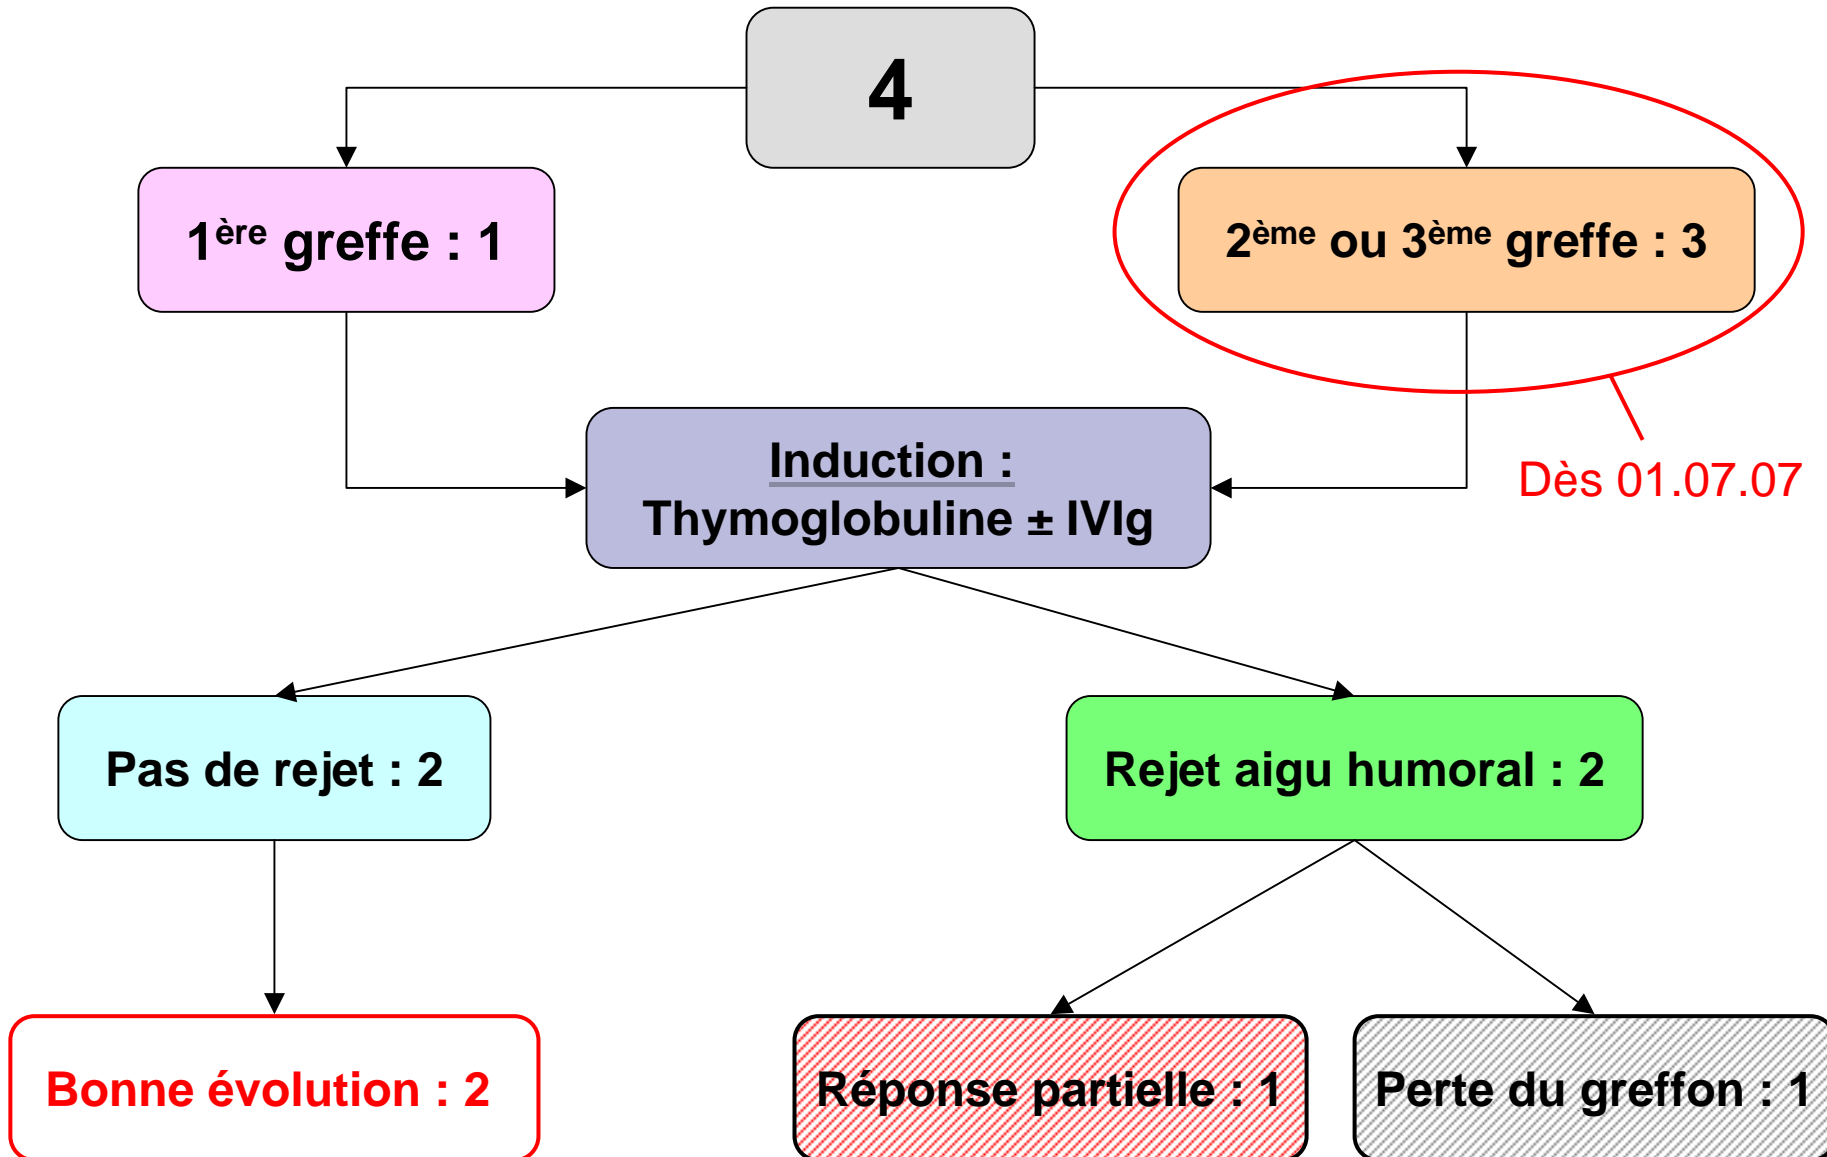 4
1ère greffe : 1
2ème ou 3ème greffe : 3
Induction :
Thymoglobuline ± IVIg
Dès 01.07.07
Pas de rejet : 2
Rejet aigu humoral : 2
Bonne évolution : 2
Réponse partielle : 1
Perte du greffon : 1